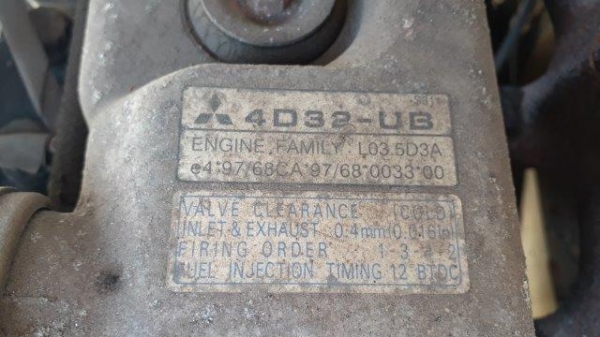 4D32-UB
ENGINE FAMILY L03.5D3A
e4*97/68CA*97/68*0033*00
VALVE CLEARANCE (COLD)
INLET & EXHAUST 0.4mm(0.016in)
FIRING ORDER 1-3-4-2
FUEL INJECTION TIMING 12°BTDC